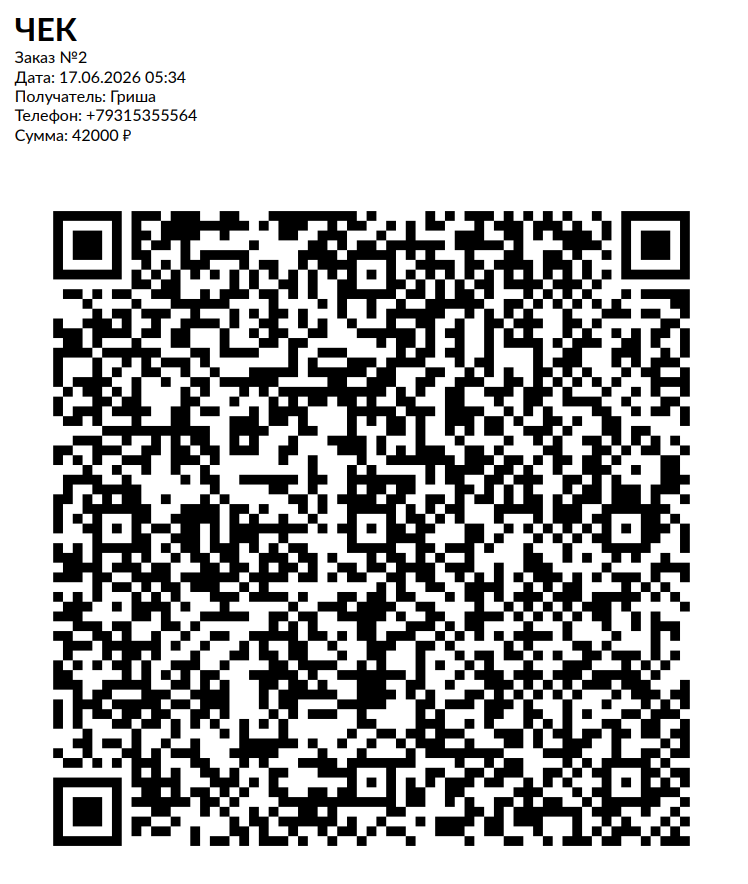 ЧЕК
Заказ №2
Дата: 17.06.2026 05:34
Получатель: Гриша
Телефон: +79315355564
Сумма: 42000 ₽